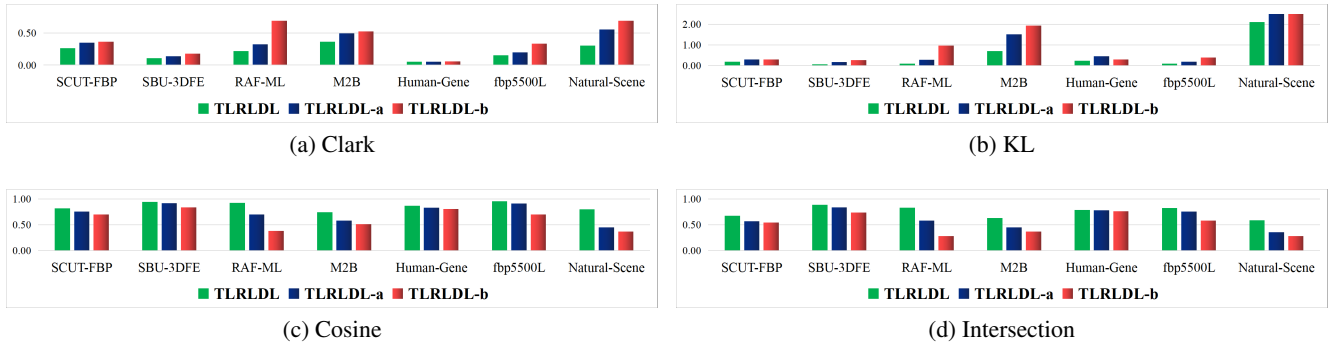 0.50
0.00
SCUT-FBP SBU-3DFE RAF-ML M2B Human-Gene fbp5500L Natural-Scene
TLRLDL TLRLDL-a TLRLDL-b
(a) Clark
2.00
1.00
0.00
SCUT-FBP SBU-3DFE RAF-ML M2B Human-Gene fbp5500L Natural-Scene
TLRLDL TLRLDL-a TLRLDL-b
(b) KL
1.00
0.50
0.00
SCUT-FBP SBU-3DFE RAF-ML M2B Human-Gene fbp5500L Natural-Scene
TLRLDL TLRLDL-a TLRLDL-b
(c) Cosine
1.00
0.50
0.00
SCUT-FBP SBU-3DFE RAF-ML M2B Human-Gene fbp5500L Natural-Scene
TLRLDL TLRLDL-a TLRLDL-b
(d) Intersection